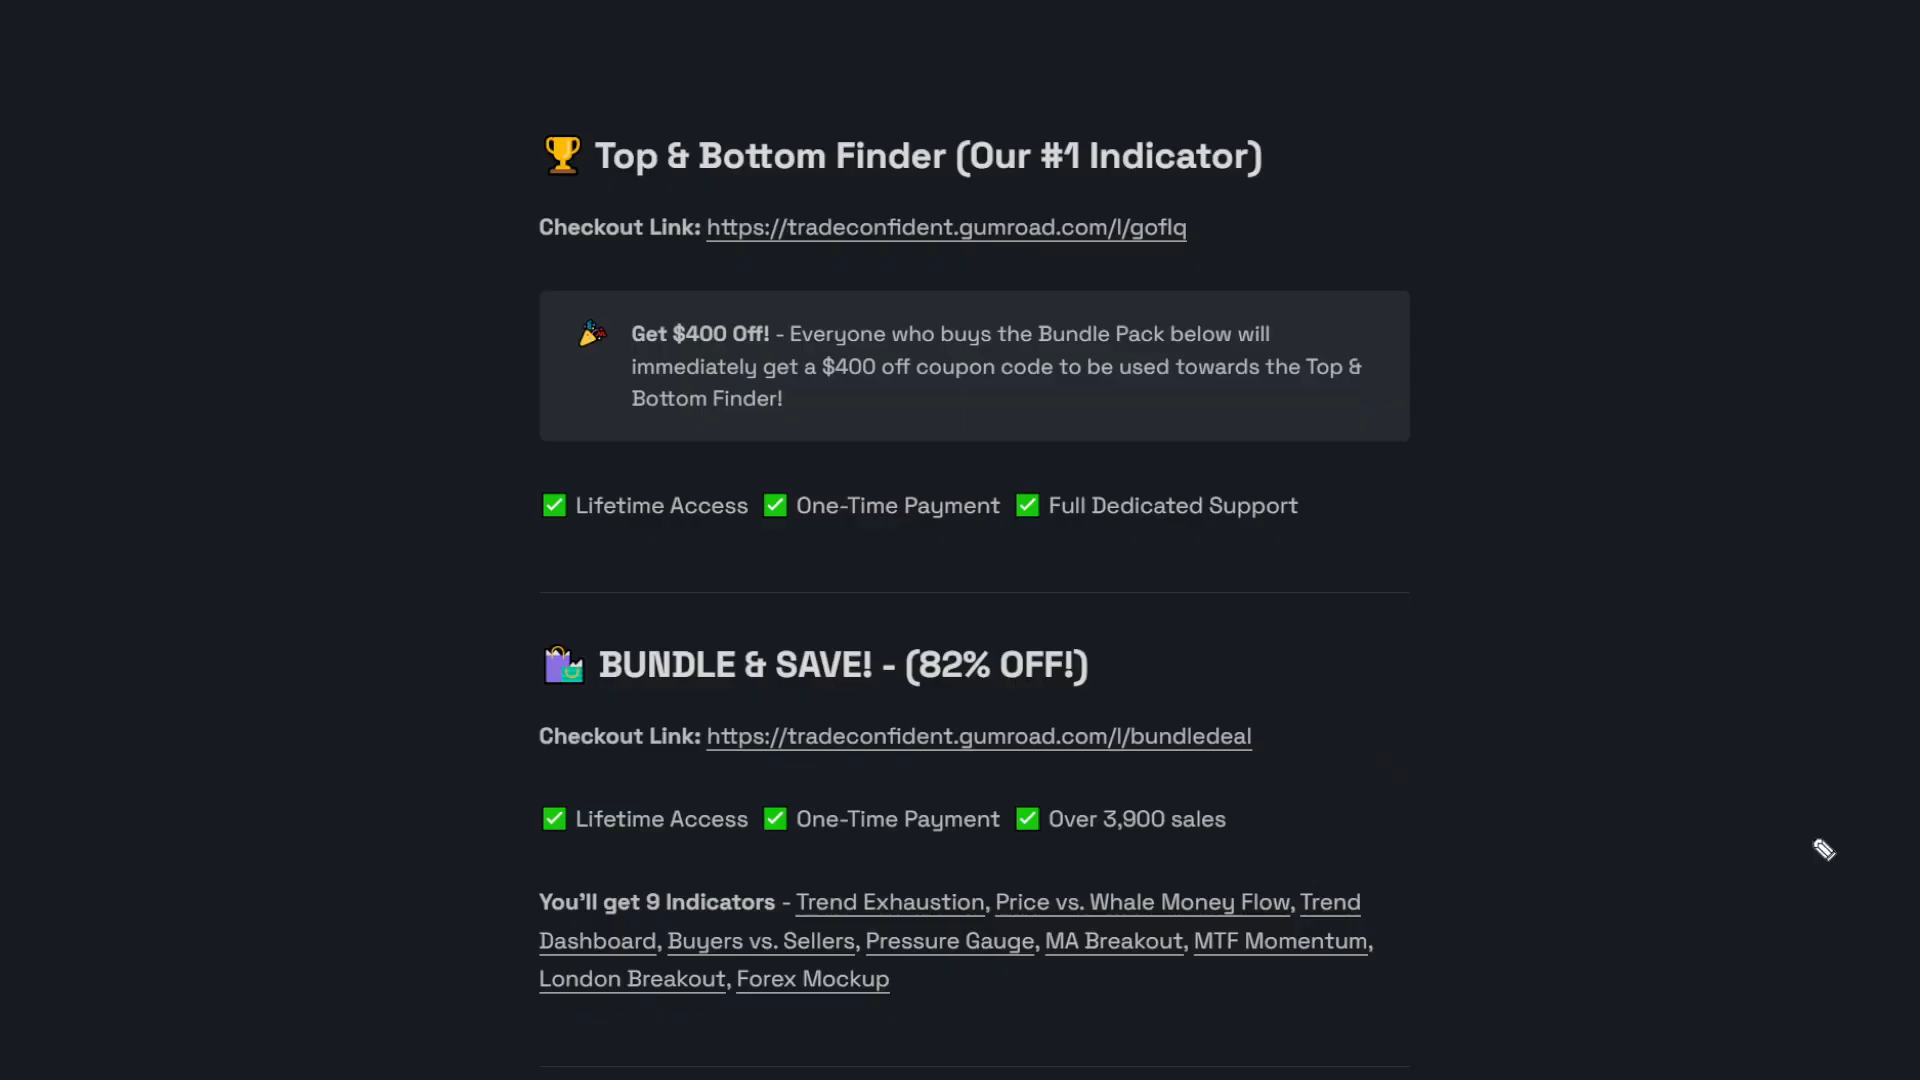 🏆 Top & Bottom Finder (Our #1 Indicator)
Checkout Link: https://tradeconfident.gumroad.com/l/goflq
🎉 Get $400 Off! - Everyone who buys the Bundle Pack below will
immediately get a $400 off coupon code to be used towards the Top &
Bottom Finder!
✅ Lifetime Access ✅ One-Time Payment ✅ Full Dedicated Support
🛍️ BUNDLE & SAVE! - (82% OFF!)
Checkout Link: https://tradeconfident.gumroad.com/l/bundledeal
✅ Lifetime Access ✅ One-Time Payment ✅ Over 3,900 sales
You’ll get 9 Indicators - Trend Exhaustion, Price vs. Whale Money Flow, Trend
Dashboard, Buyers vs. Sellers, Pressure Gauge, MA Breakout, MTF Momentum,
London Breakout, Forex Mockup